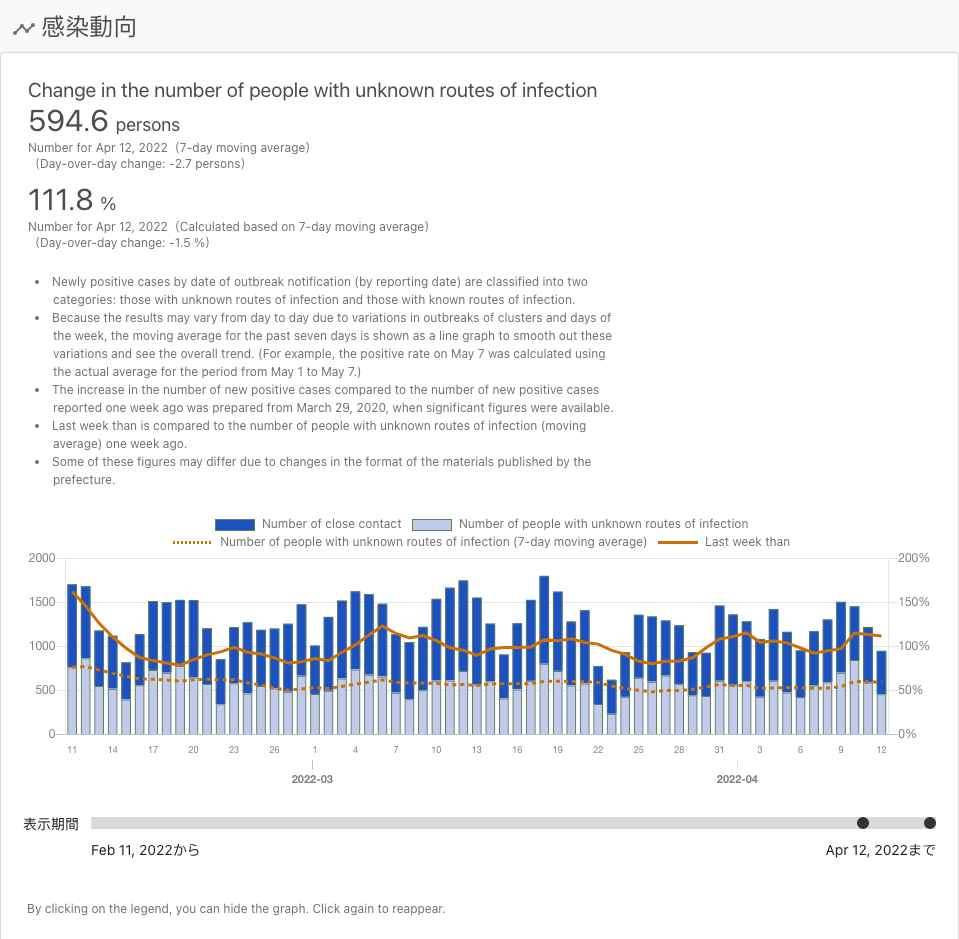 感染動向
Change in the number of people with unknown routes of infection
594.6 persons
Number for Apr 12, 2022 (7-day moving average)
(Day-over-day change: -2.7 persons)
111.8 %
Number for Apr 12, 2022 (Calculated based on 7-day moving average)
(Day-over-day change: -1.5 %)
• Newly positive cases by date of outbreak notification (by reporting date) are classified into two
categories: those with unknown routes of infection and those with known routes of infection.
• Because the results may vary from day to day due to variations in outbreaks of clusters and days of
the week, the moving average for the past seven days is shown as a line graph to smooth out these
variations and see the overall trend. (For example, the positive rate on May 7 was calculated using
the actual average for the period from May 1 to May 7.)
• The increase in the number of new positive cases compared to the number of new positive cases
reported one week ago was prepared from March 29, 2020, when significant figures were available.
• Last week than is compared to the number of people with unknown routes of infection (moving
average) one week ago.
• Some of these figures may differ due to changes in the format of the materials published by the
prefecture.
Number of close contact Number of people with unknown routes of infection
Number of people with unknown routes of infection (7-day moving average) Last week than
2000 200%
1500 150%
1000 100%
500 50%
0 0%
11 14 17 20 23 26 1 4 7 10 13 16 19 22 25 28 31 3 6 9 12
2022-03 2022-04
表示期間
Feb 11, 2022から Apr 12, 2022まで
By clicking on the legend, you can hide the graph. Click again to reappear.